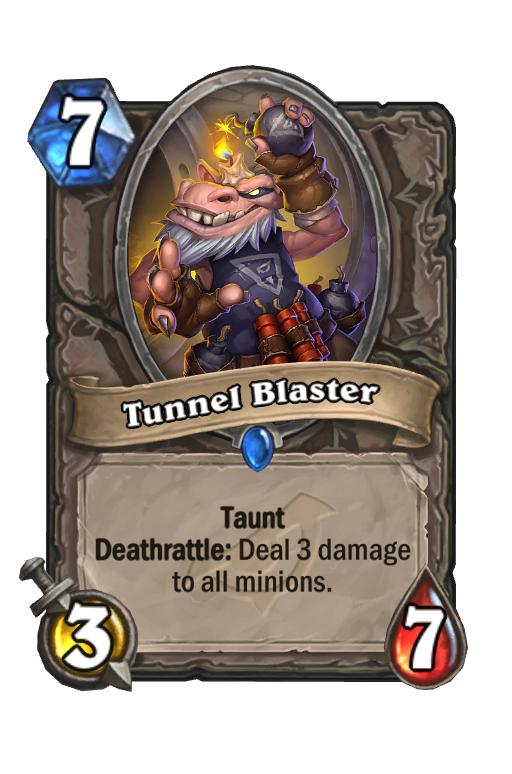 7
Tunnel Blaster
Taunt
Deathrattle: Deal 3 damage
to all minions.
3
7